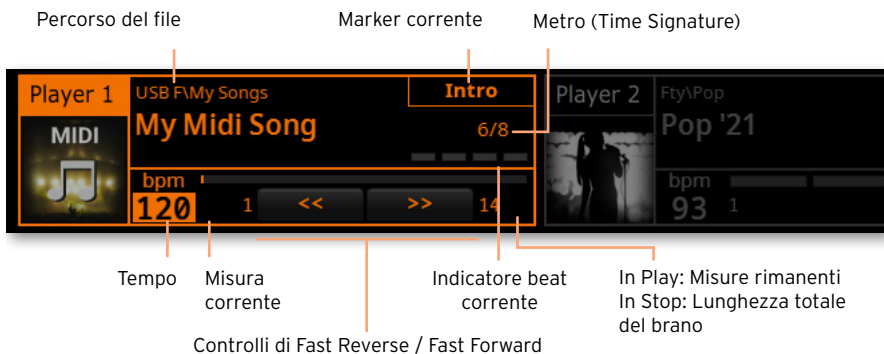 Percorso del file
Marker corrente
Metro (Time Signature)
Player 1
USB F\My Songs
Intro
MIDI
My Midi Song
6/8
bpm
120
1
<<
>>
14
Player 2
Fty\Pop
Pop '21
bpm
93
1
Tempo
Misura
corrente
Indicatore beat
corrente
In Play: Misure rimanenti
In Stop: Lunghezza totale
del brano
Controlli di Fast Reverse / Fast Forward